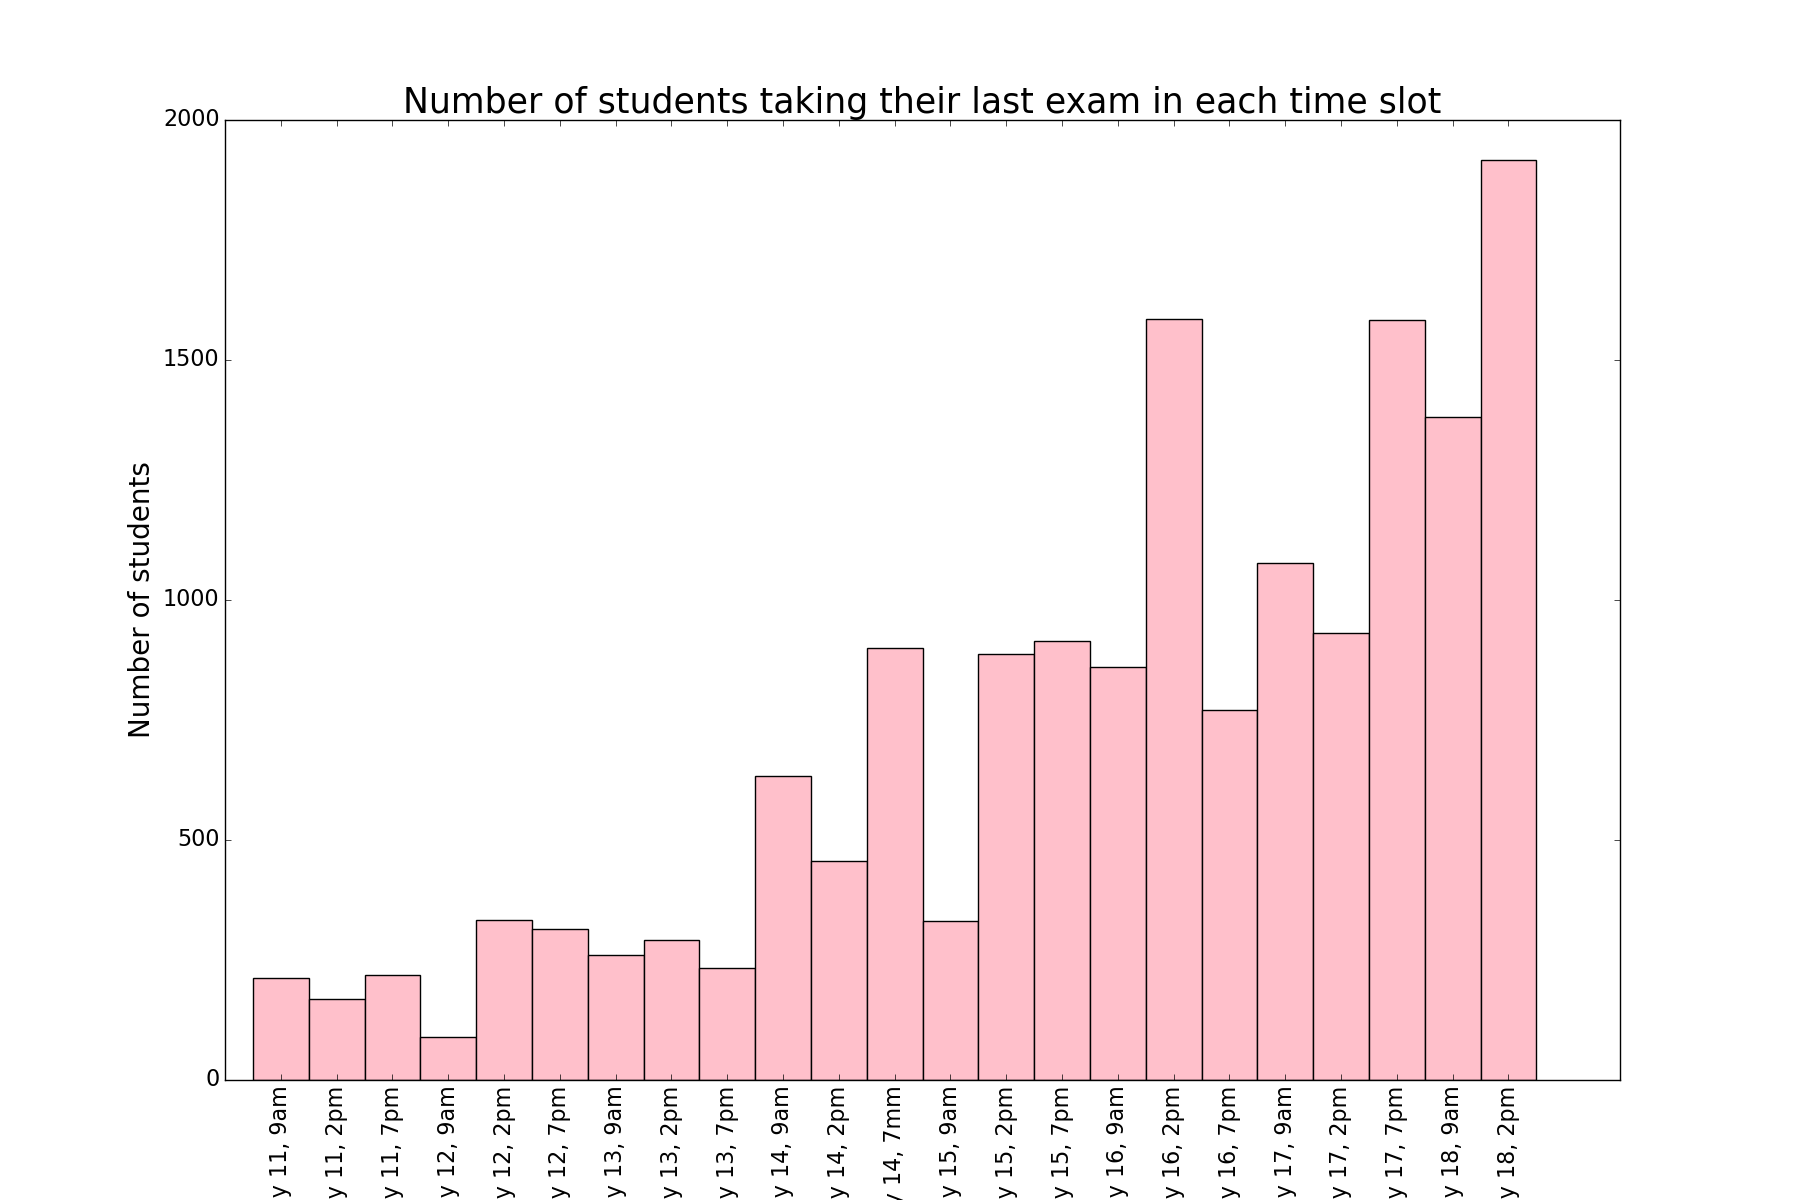 Number of students taking their last exam in each time slot
Number of students
2000
1500
1000
500
0
y 11, 9am
y 11, 2pm
y 11, 7pm
y 12, 9am
y 12, 2pm
y 12, 7pm
y 13, 9am
y 13, 2pm
y 13, 7pm
y 14, 9am
y 14, 2pm
y 14, 7mm
y 15, 9am
y 15, 2pm
y 15, 7pm
y 16, 9am
y 16, 2pm
y 16, 7pm
y 17, 9am
y 17, 2pm
y 17, 7pm
y 18, 9am
y 18, 2pm